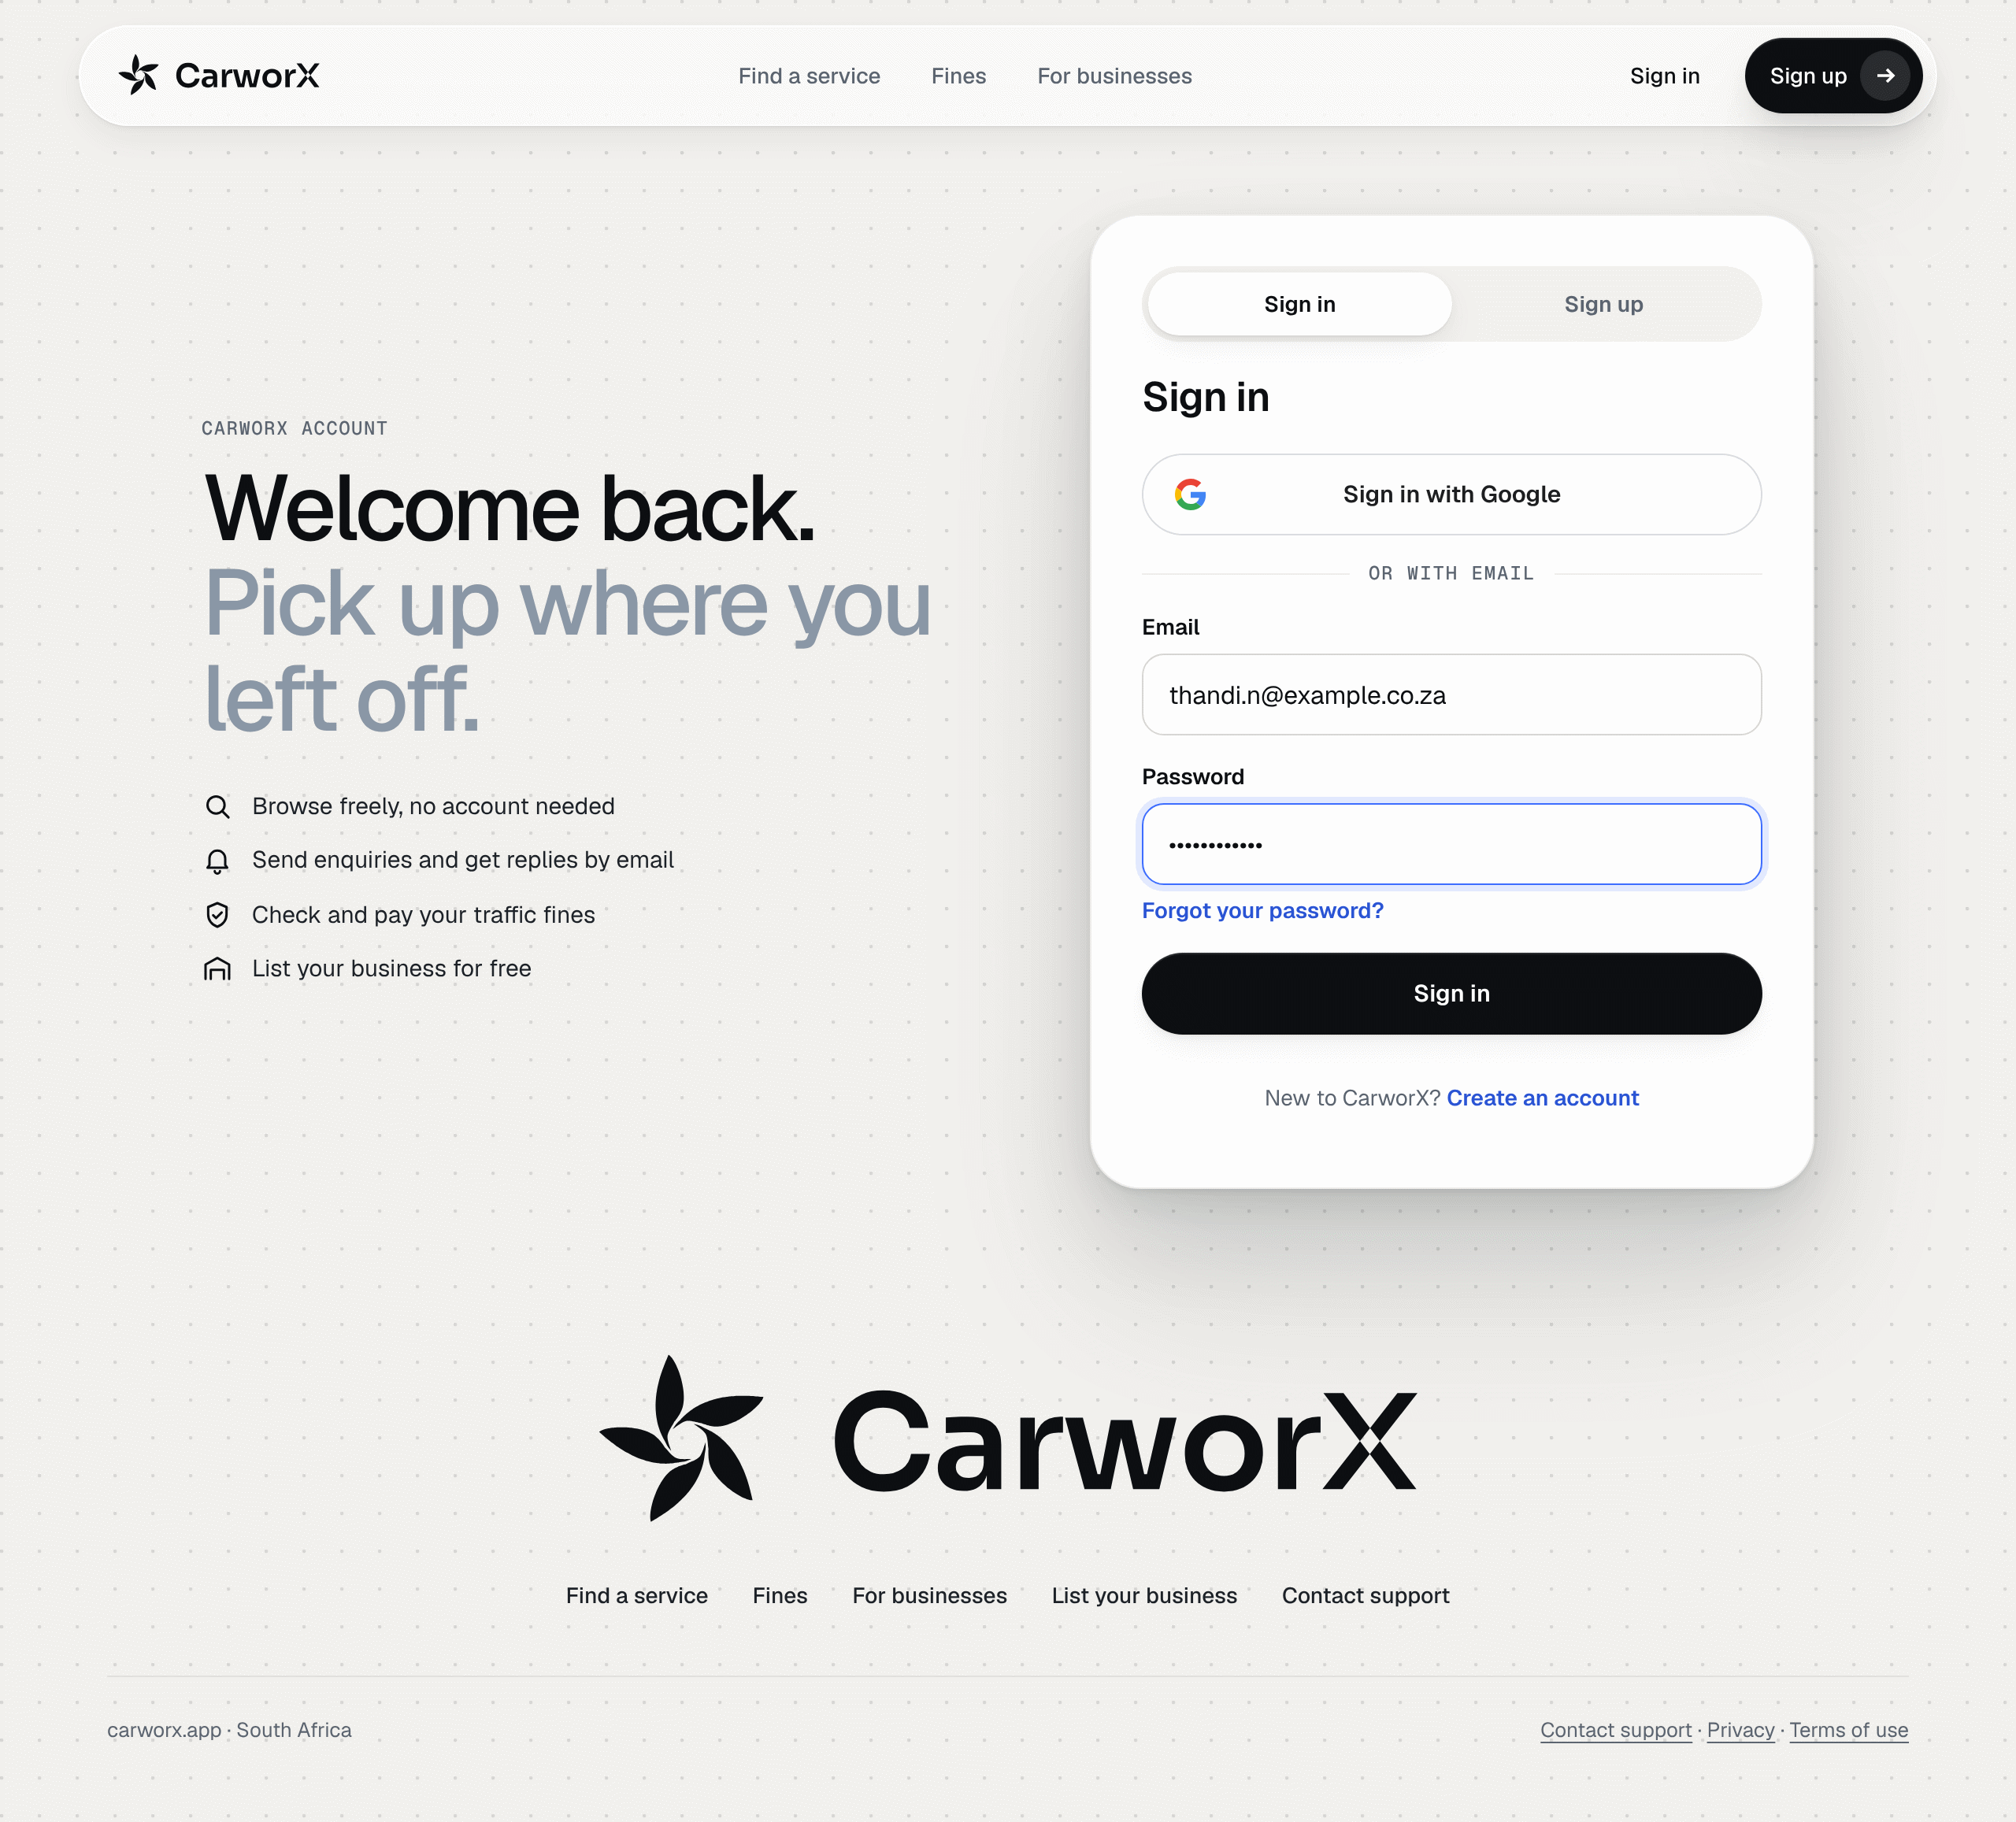 CarworX
Find a service
Fines
For businesses
Sign in
Sign up
CARWORX ACCOUNT
Welcome back.
Pick up where you
left off.
Browse freely, no account needed
Send enquiries and get replies by email
Check and pay your traffic fines
List your business for free
Sign in
Sign up
Sign in
Sign in with Google
OR WITH EMAIL
Email
thandi.n@example.co.za
Password
••••••••••••
Forgot your password?
Sign in
New to CarworX? Create an account
CarworX
Find a service
Fines
For businesses
List your business
Contact support
carworx.app · South Africa
Contact support · Privacy · Terms of use